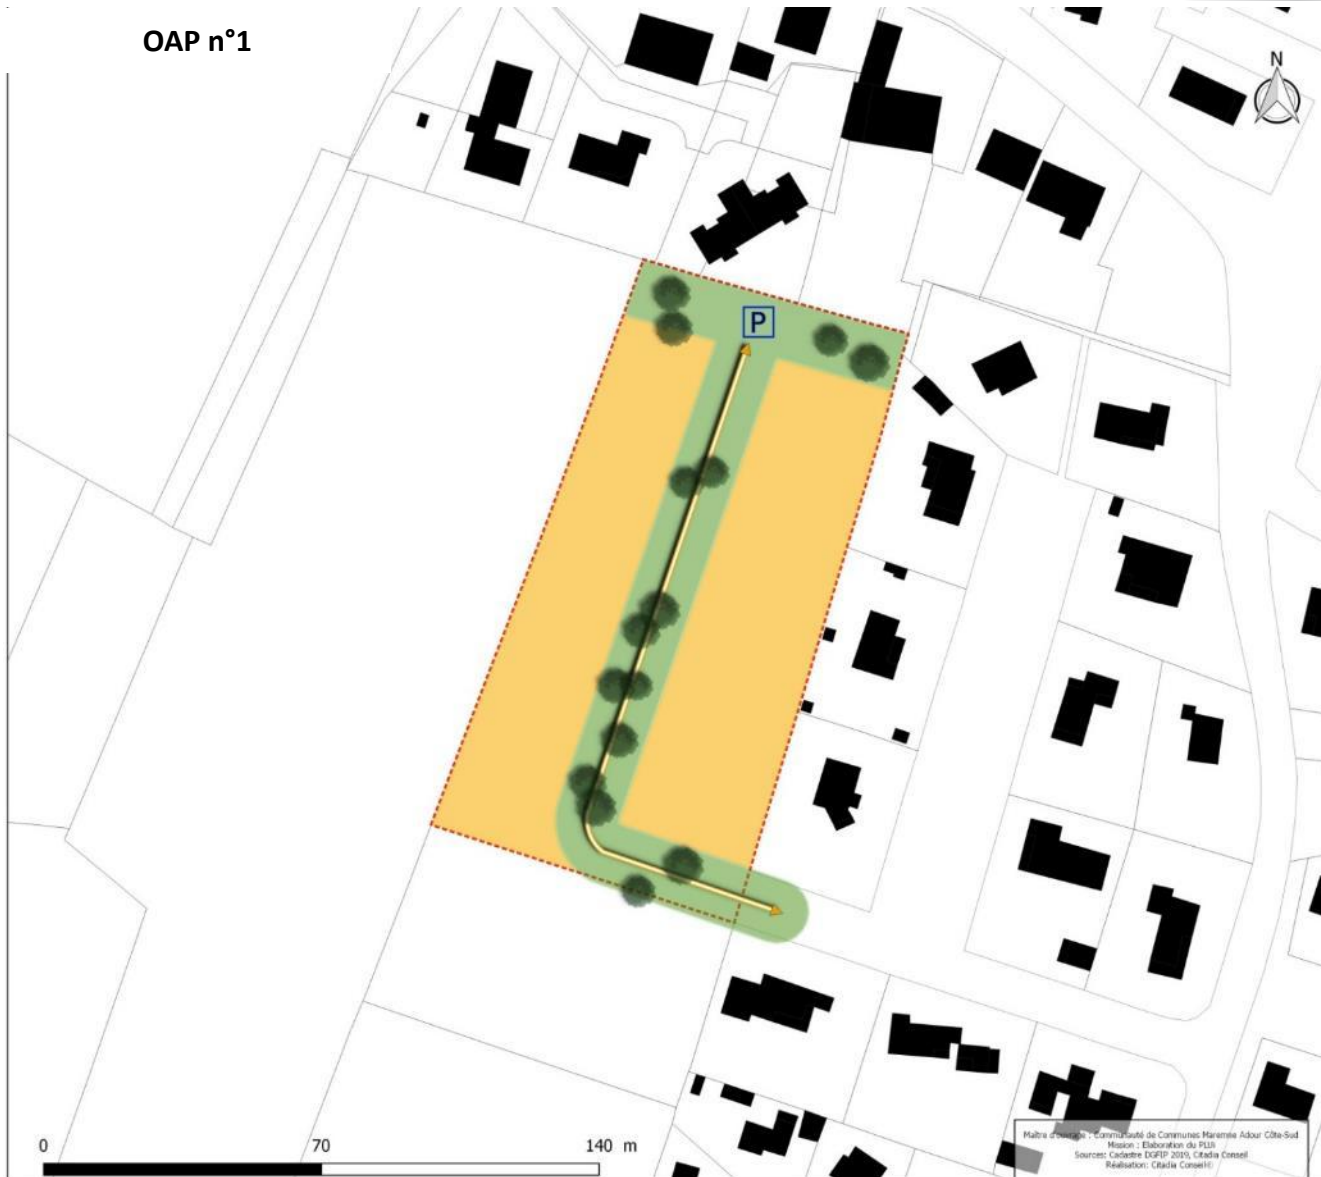 OAP n°1
N
P
0 70 140 m
Maître d'ouvrage : Communauté de Communes Maremne Adour Côte-Sud
Mission : Elaboration du PLUi
Sources: Cadastre DGFIP 2019, Citadia Conseil
Réalisation: Citadia Conseil©